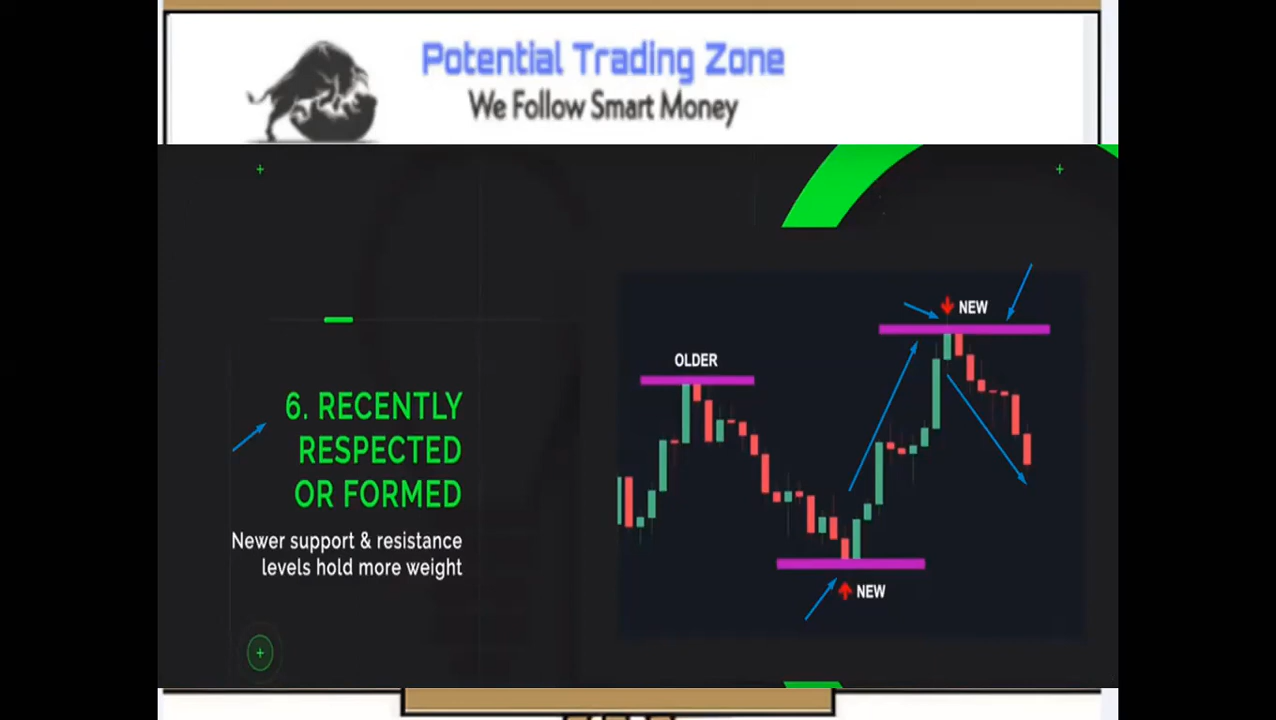 Potential Trading Zone
We Follow Smart Money
NEW
OLDER
6. RECENTLY
RESPECTED
OR FORMED
Newer support & resistance
levels hold more weight
NEW